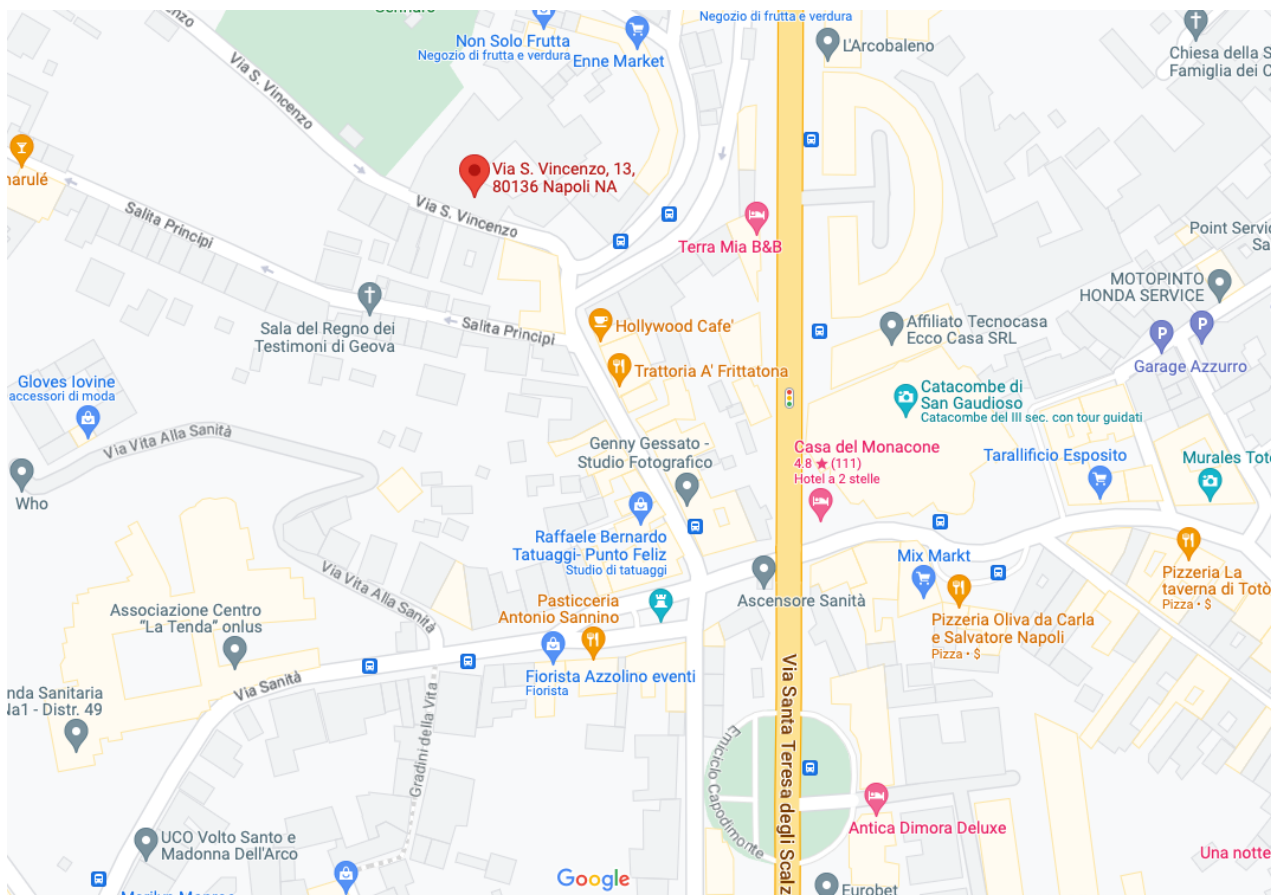 Negozio di frutta e verdura
Non Solo Frutta
Negozio di frutta e verdura
Enne Market
L'Arcobaleno
Chiesa della S
Famiglia dei C
Via S. Vincenzo
Via S. Vincenzo, 13,
80136 Napoli NA
Via S. Vincenzo
Salita Principi
Terra Mia B&B
Point Servic
Sa
MOTOPINTO
HONDA SERVICE
P
P
Garage Azzurro
Affiliato Tecnocasa
Ecco Casa SRL
Sala del Regno dei
Testimoni di Geova
Salita Principi
Hollywood Cafe'
Trattoria A' Frittatona
Gloves Iovine
accessori di moda
Catacombe di
San Gaudioso
Catacombe del III sec. con tour guidati
Via Vita Alla Sanità
Who
Genny Gessato -
Studio Fotografico
Casa del Monacone
4.8 ★ (111)
Hotel a 2 stelle
Tarallificio Esposito
Murales Totò
Raffaele Bernardo
Tatuaggi- Punto Feliz
Studio di tatuaggi
Mix Markt
Pizzeria La
taverna di Totò
Pizza • $
Via Vita Alla Sanità
Ascensore Sanità
Pizzeria Oliva da Carla
e Salvatore Napoli
Pizza • $
Associazione Centro
"La Tenda" onlus
Pasticceria
Antonio Sannino
Fiorista Azzolino eventi
Fiorista
Via Sanità
nda Sanitaria
Na1 - Distr. 49
Gradini della Vita
Emiciclo Capodimonte
Via Santa Teresa degli Scalz
Antica Dimora Deluxe
UCO Volto Santo e
Madonna Dell'Arco
Una notte
Google
Eurobet